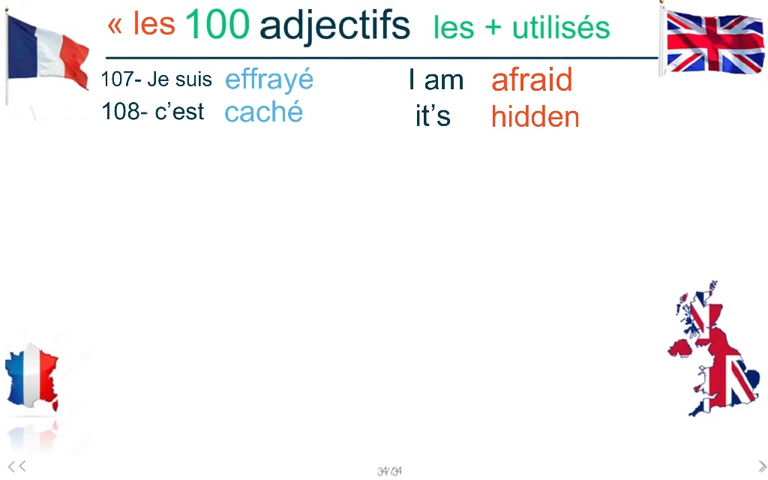 « les 100 adjectifs les + utilisés
107- Je suis effrayé I am afraid
108- c’est caché it’s hidden
34/34